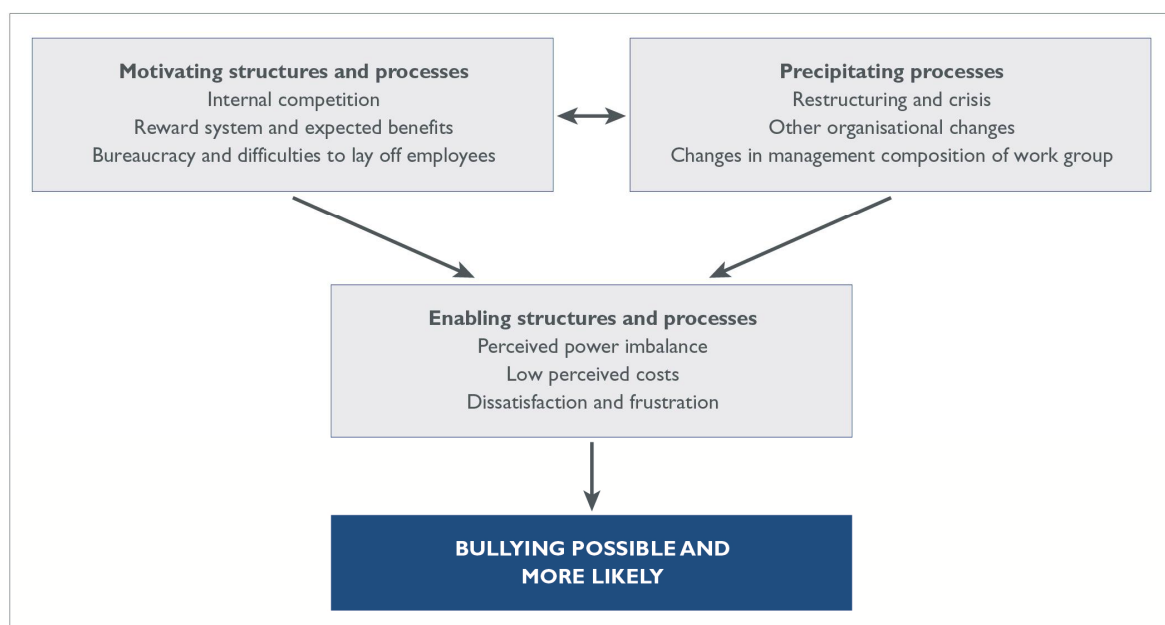 Motivating structures and processes
Internal competition
Reward system and expected benefits
Bureaucracy and difficulties to lay off employees
Precipitating processes
Restructuring and crisis
Other organisational changes
Changes in management composition of work group
Enabling structures and processes
Perceived power imbalance
Low perceived costs
Dissatisfaction and frustration
BULLYING POSSIBLE AND
MORE LIKELY